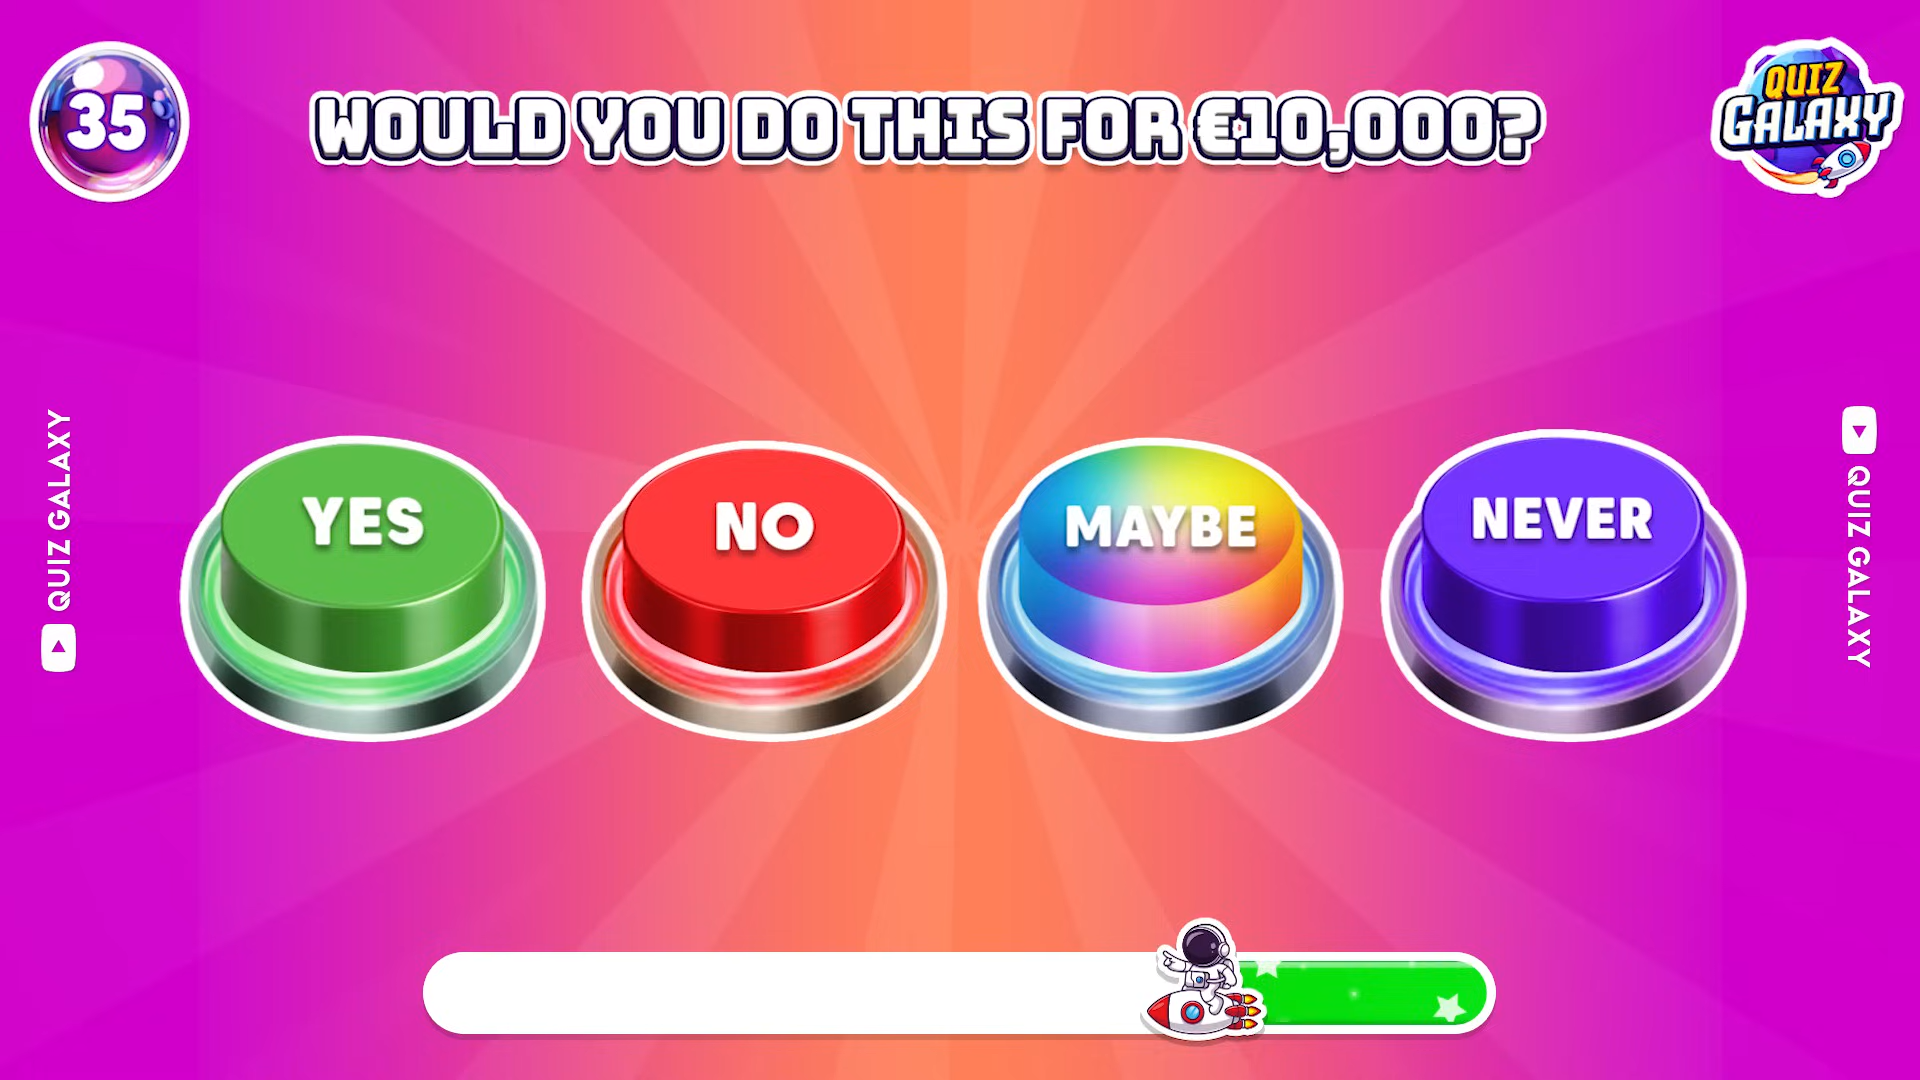 35
WOULD YOU DO THIS FOR €10,000?
QUIZ
GALAXY
QUIZ GALAXY
YES
NO
MAYBE
NEVER
QUIZ GALAXY